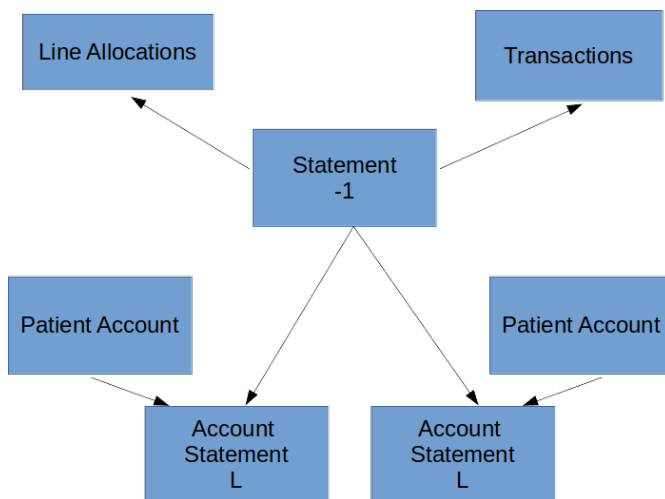 Line Allocations
Transactions
Statement
-1
Patient Account
Patient Account
Account
Statement
L
Account
Statement
L